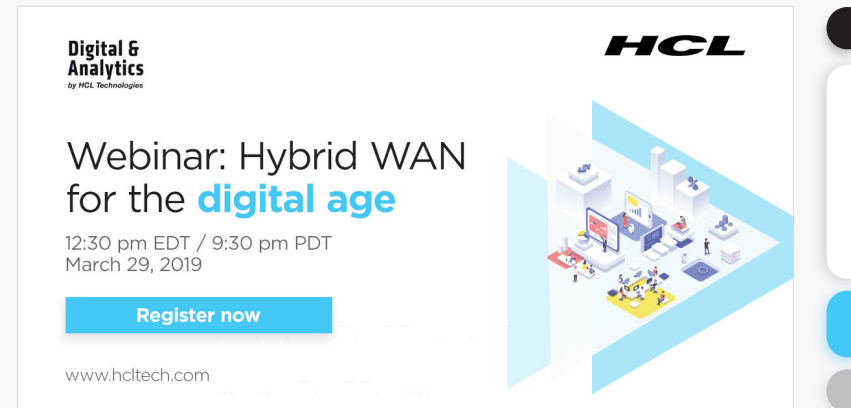 Digital &
Analytics
by HCL Technologies
HCL
Webinar: Hybrid WAN
for the digital age
12:30 pm EDT / 9:30 pm PDT
March 29, 2019
Register now
www.hcltech.com